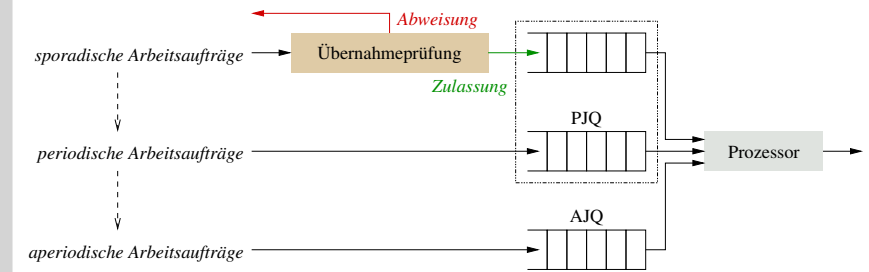 Abweisung
sporadische Arbeitsaufträge
Übernahmeprüfung
Zulassung
PJQ
periodische Arbeitsaufträge
Prozessor
AJQ
aperiodische Arbeitsaufträge